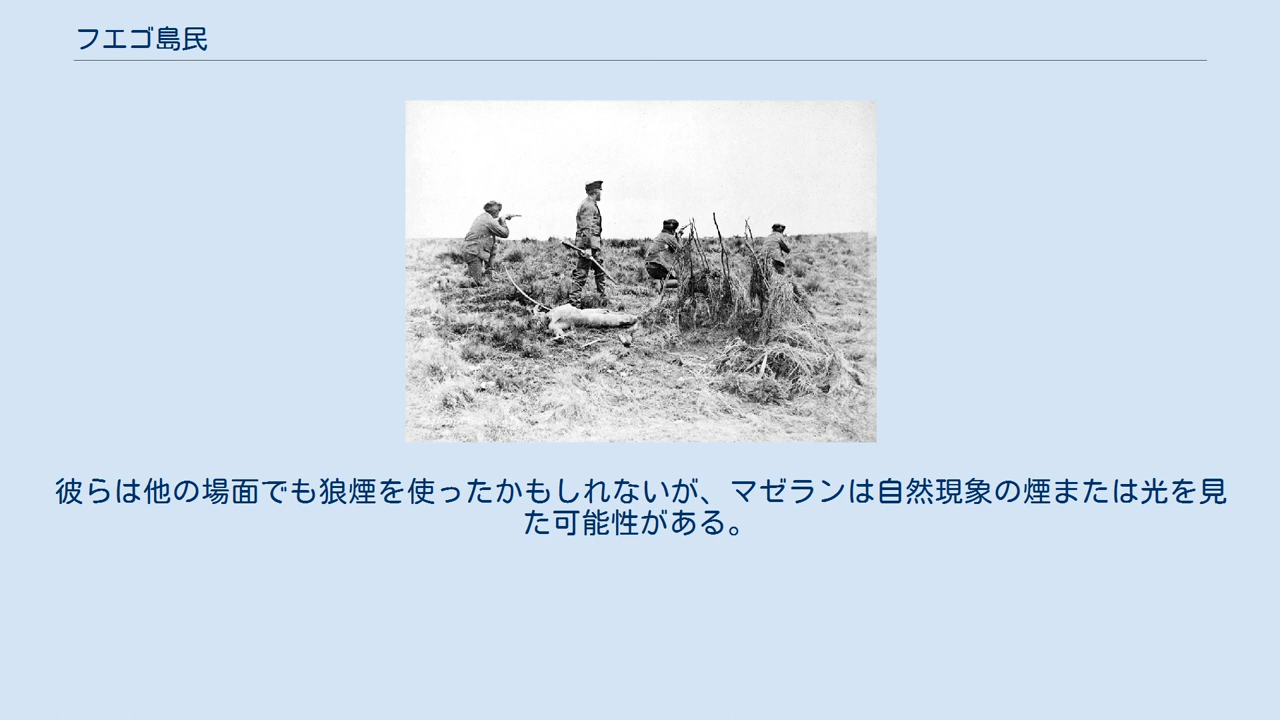 フエゴ島民
彼らは他の場面でも狼煙を使ったかもしれないが、マゼランは自然現象の煙または光を見
た可能性がある。